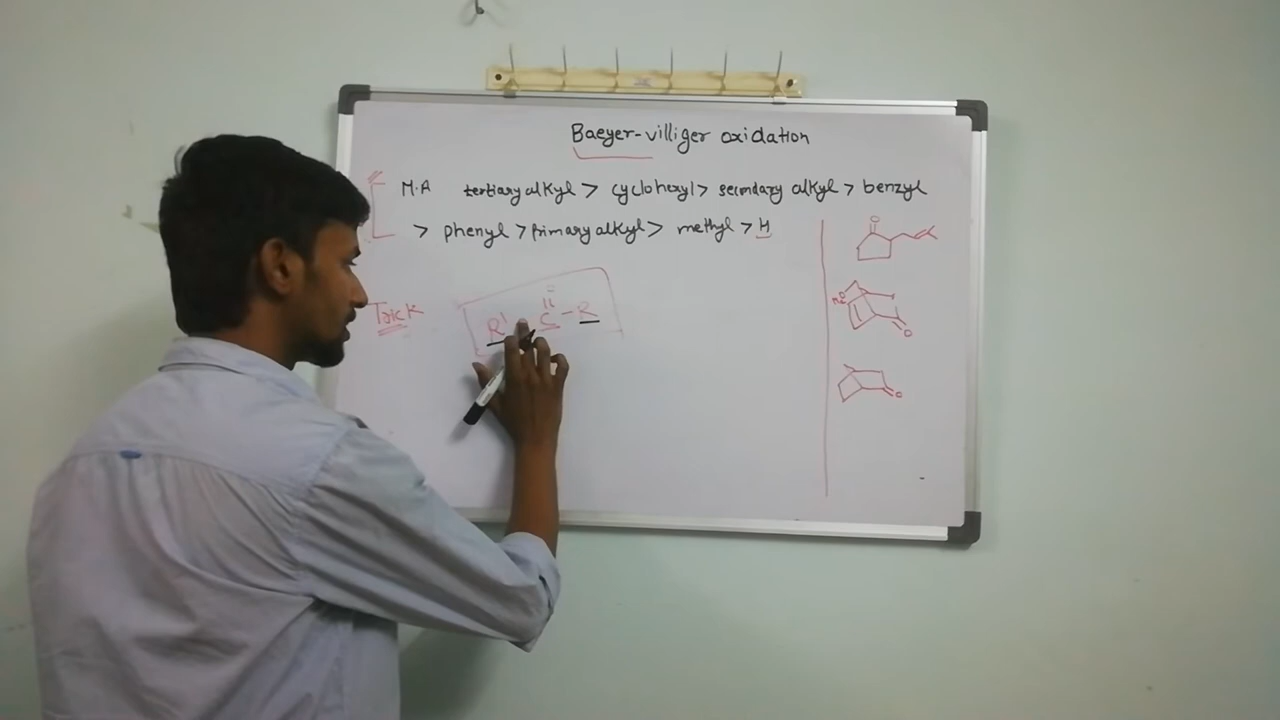 Baeyer-villiger oxidation
M.A tertiary alkyl > cyclohexyl > secondary alkyl > benzyl
> phenyl > primary alkyl > methyl > H
Trick
R' C - R
O
O
O